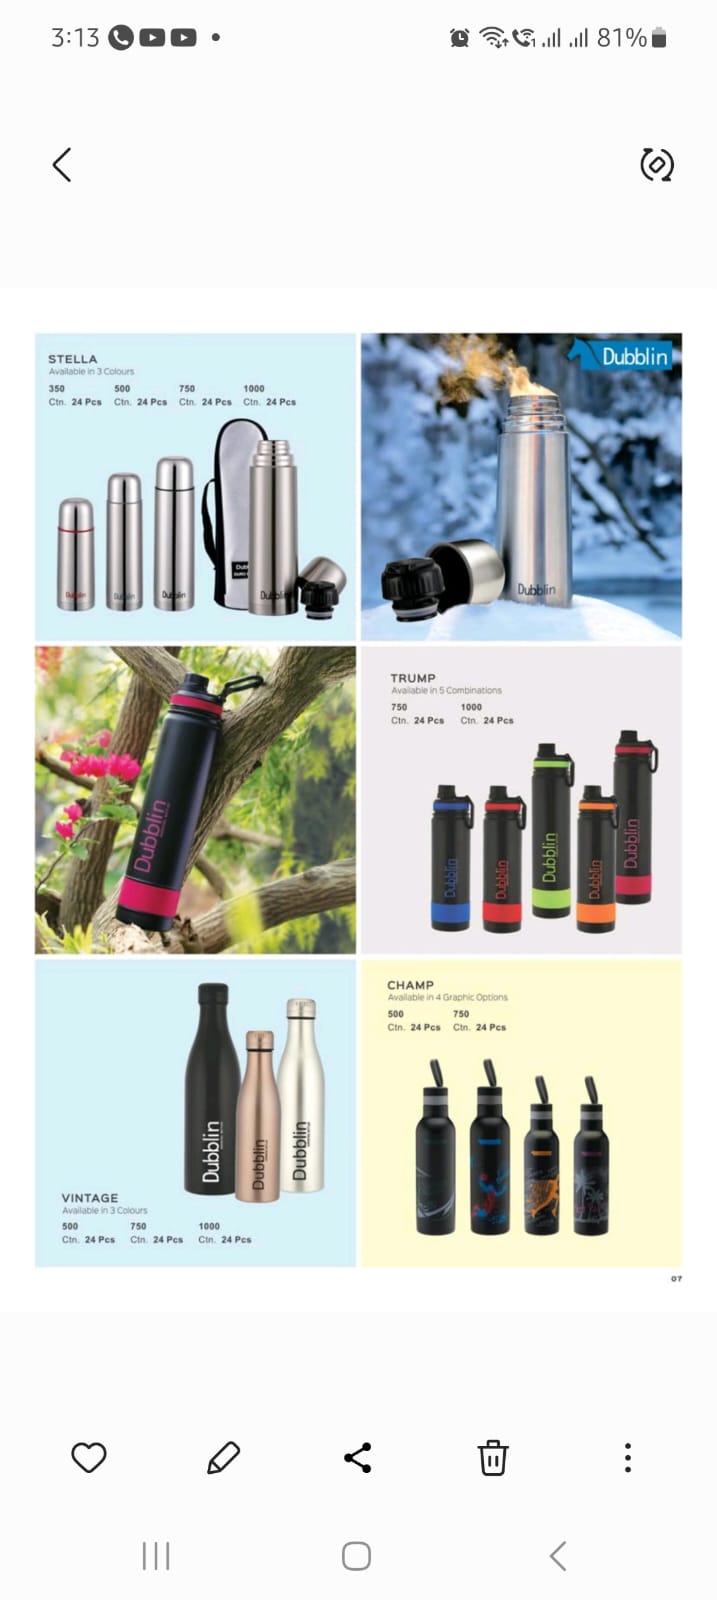 3:13
81%
STELLA
Available in 3 Colours
350 500 750 1000
Ctn. 24 Pcs Ctn. 24 Pcs Ctn. 24 Pcs Ctn. 24 Pcs
Dubblin Dubblin Dubblin Dubblin
Dubblin
Dubblin
Dubblin
TRUMP
Available in 5 Combinations
750 1000
Ctn. 24 Pcs Ctn. 24 Pcs
Dubblin Dubblin Dubblin Dubblin Dubblin
Dubblin Dubblin Dubblin
VINTAGE
Available in 3 Colours
500 750 1000
Ctn. 24 Pcs Ctn. 24 Pcs Ctn. 24 Pcs
CHAMP
Available in 4 Graphic Options
500 750
Ctn. 24 Pcs Ctn. 24 Pcs
07